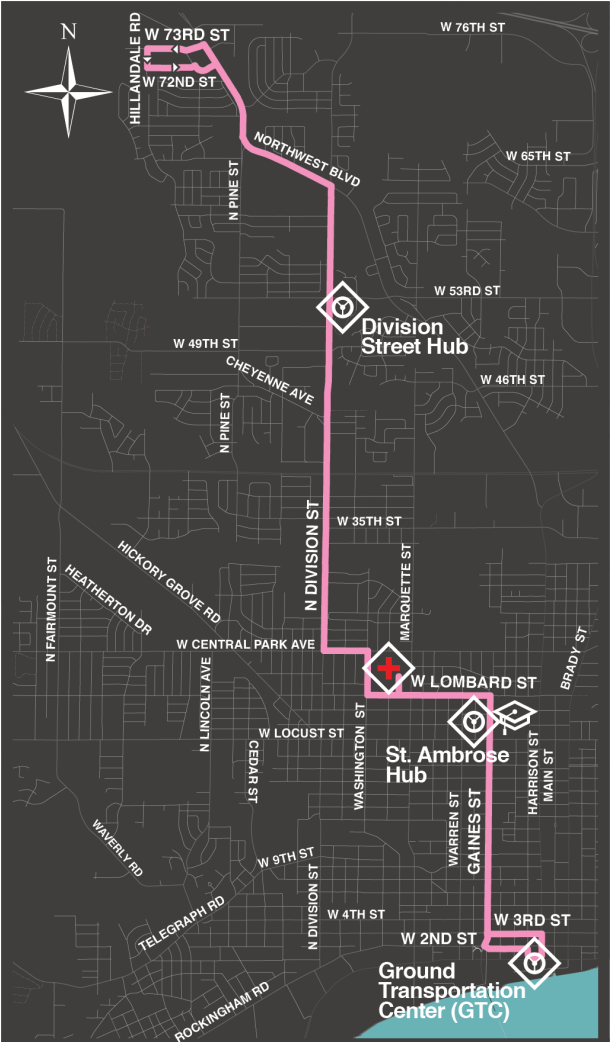 N
HILLANDALE RD
W 73RD ST
W 72ND ST
W 76TH ST
NORTHWEST BLVD
W 65TH ST
N PINE ST
W 53RD ST
Division
Street Hub
W 49TH ST
CHEYENNE AVE
W 46TH ST
N PINE ST
N DIVISION ST
W 35TH ST
HICKORY GROVE RD
MARQUETTE ST
N FAIRMOUNT ST
HEATHERTON DR
W CENTRAL PARK AVE
BRADY ST
W LOMBARD ST
N LINCOLN AVE
WASHINGTON ST
W LOCUST ST
CEDAR ST
St. Ambrose
Hub
HARRISON ST
MAIN ST
WARREN ST
GAINES ST
WAVERLY RD
W 9TH ST
N DIVISION ST
TELEGRAPH RD
W 4TH ST
W 3RD ST
W 2ND ST
Ground
Transportation
Center (GTC)
ROCKINGHAM RD